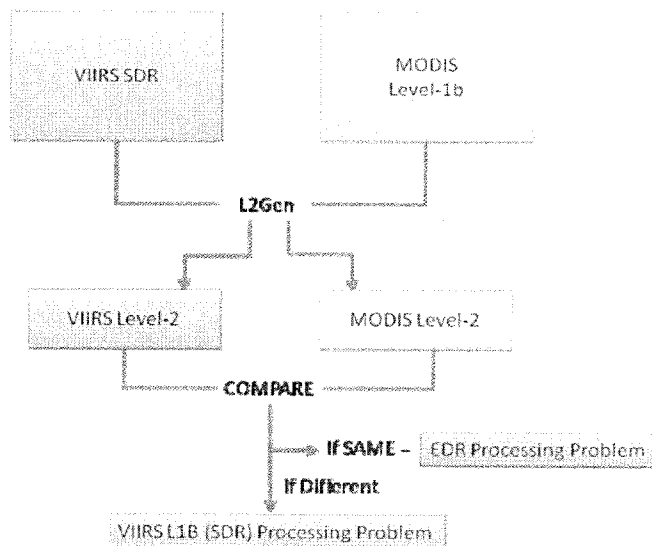 VIIRS SDR
MODIS
Level-1b
L2Gen
VIIRS Level-2
MODIS Level-2
COMPARE
If SAME – EDR Processing Problem
If Different
VIIRS L1B (SDR) Processing Problem